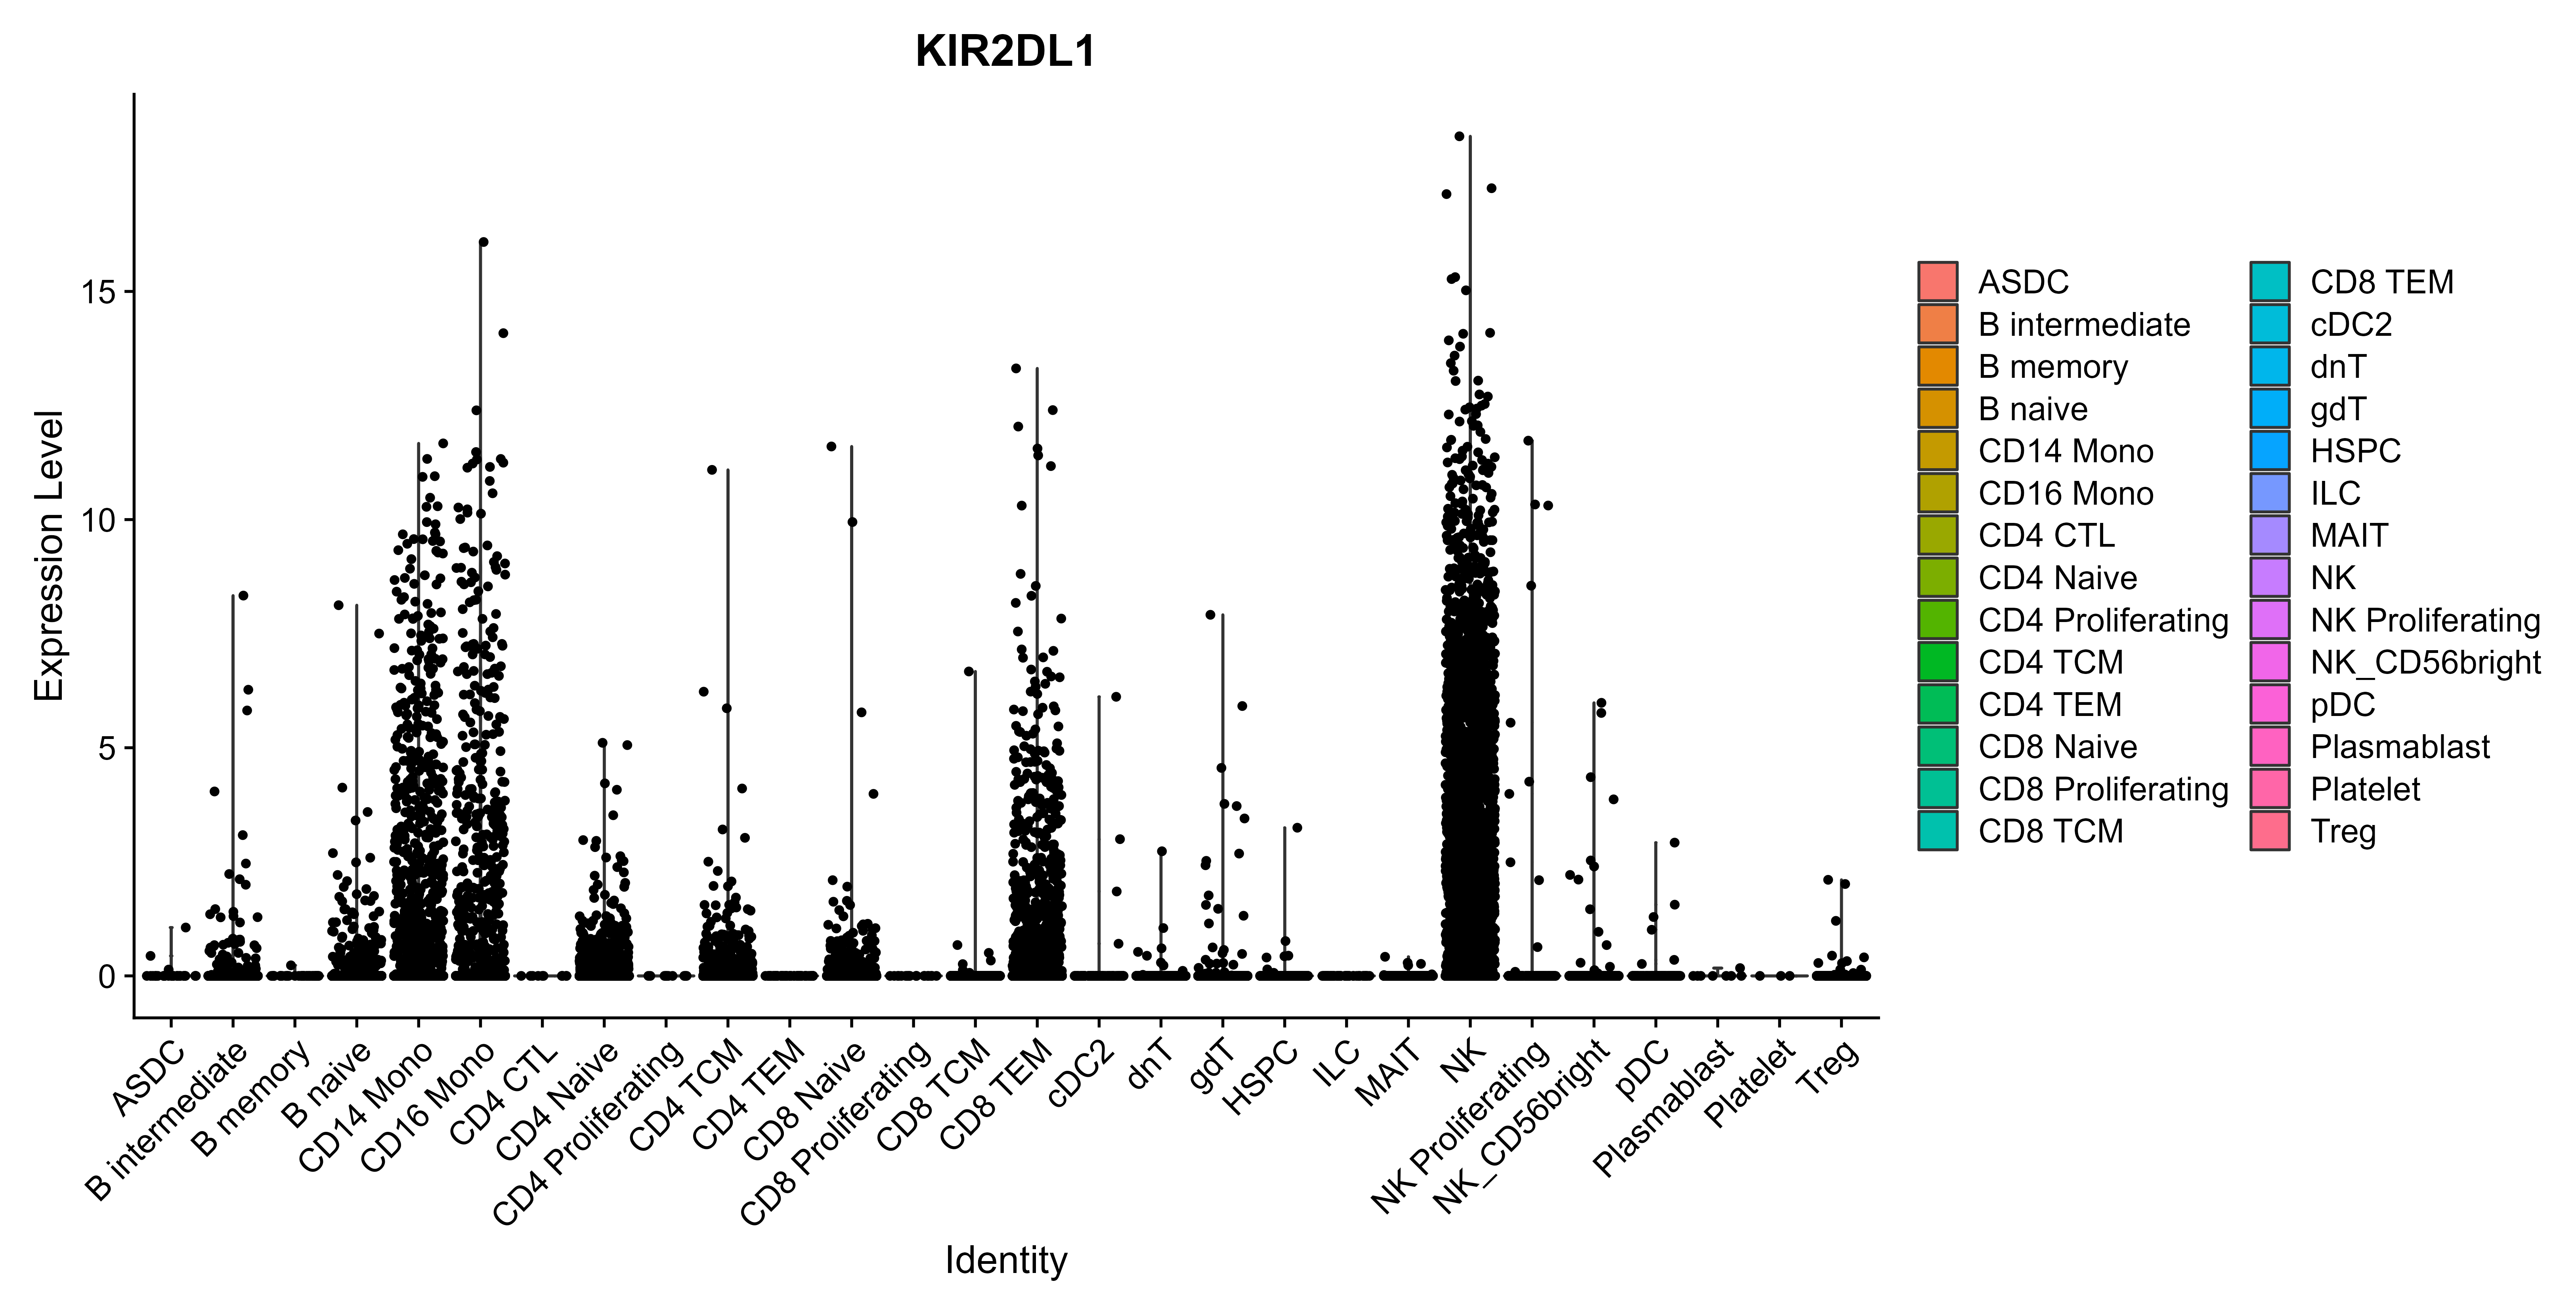 KIR2DL1
Expression Level
15
10
5
0
ASDC
B intermediate
B memory
B naive
CD14 Mono
CD16 Mono
CD4 CTL
CD4 Naive
CD4 Proliferating
CD4 TCM
CD4 TEM
CD8 Naive
CD8 Proliferating
CD8 TCM
CD8 TEM
cDC2
dnT
gdT
HSPC
ILC
MAIT
NK
NK Proliferating
NK_CD56bright
pDC
Plasmablast
Platelet
Treg
Identity
ASDC
B intermediate
B memory
B naive
CD14 Mono
CD16 Mono
CD4 CTL
CD4 Naive
CD4 Proliferating
CD4 TCM
CD4 TEM
CD8 Naive
CD8 Proliferating
CD8 TCM
CD8 TEM
cDC2
dnT
gdT
HSPC
ILC
MAIT
NK
NK Proliferating
NK_CD56bright
pDC
Plasmablast
Platelet
Treg